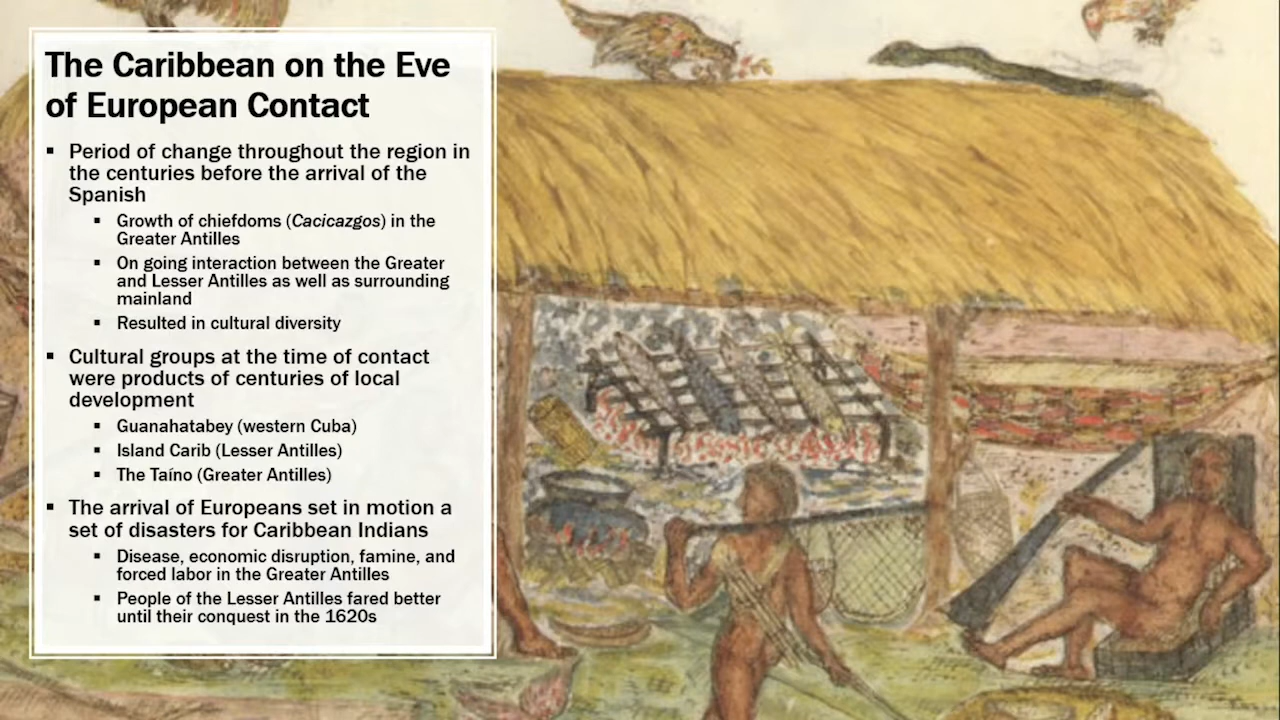 The Caribbean on the Eve
of European Contact
▪ Period of change throughout the region in
the centuries before the arrival of the
Spanish
▪ Growth of chiefdoms (Cacicazgos) in the
Greater Antilles
▪ On going interaction between the Greater
and Lesser Antilles as well as surrounding
mainland
▪ Resulted in cultural diversity
▪ Cultural groups at the time of contact
were products of centuries of local
development
▪ Guanahatabey (western Cuba)
▪ Island Carib (Lesser Antilles)
▪ The Taíno (Greater Antilles)
▪ The arrival of Europeans set in motion a
set of disasters for Caribbean Indians
▪ Disease, economic disruption, famine, and
forced labor in the Greater Antilles
▪ People of the Lesser Antilles fared better
until their conquest in the 1620s